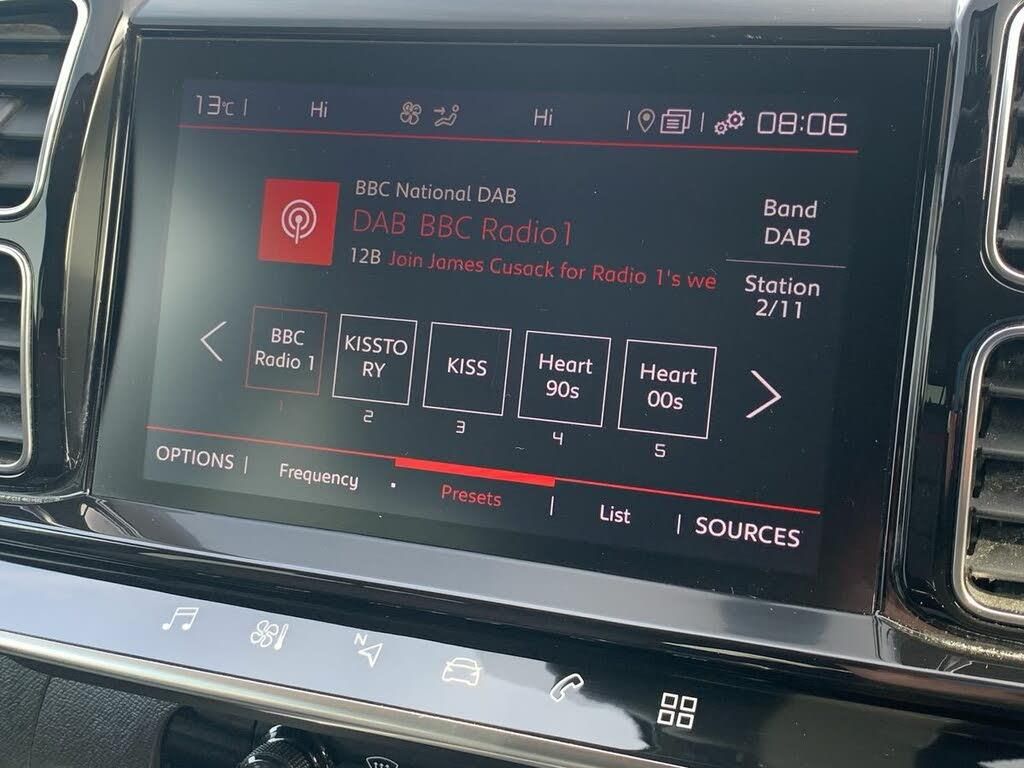 13°C | Hi Hi | | 08:06
BBC National DAB
DAB BBC Radio 1
12B Join James Cusack for Radio 1's we
Band
DAB
Station
2/11
BBC
Radio 1
KISSTO
RY
KISS
Heart
90s
Heart
00s
1
2
3
4
5
OPTIONS | Frequency Presets | List | SOURCES
N